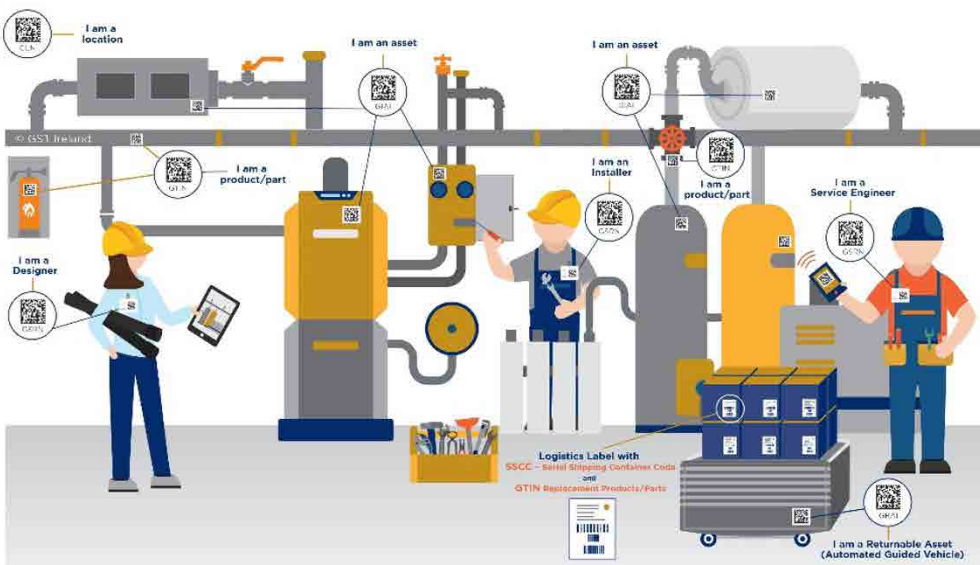 I am a
location
GLN
I am an asset
GIAI
I am an asset
GIAI
© GS1 Ireland
GTIN
I am a
product/part
I am an
Installer
GSRN
GTIN
I am a
product/part
I am a
Service Engineer
GSRN
I am a
Designer
GSRN
Logistics Label with
SSCC – Serial Shipping Container Code
and
GTIN Replacement Products/Parts
GRAI
I am a Returnable Asset
(Automated Guided Vehicle)